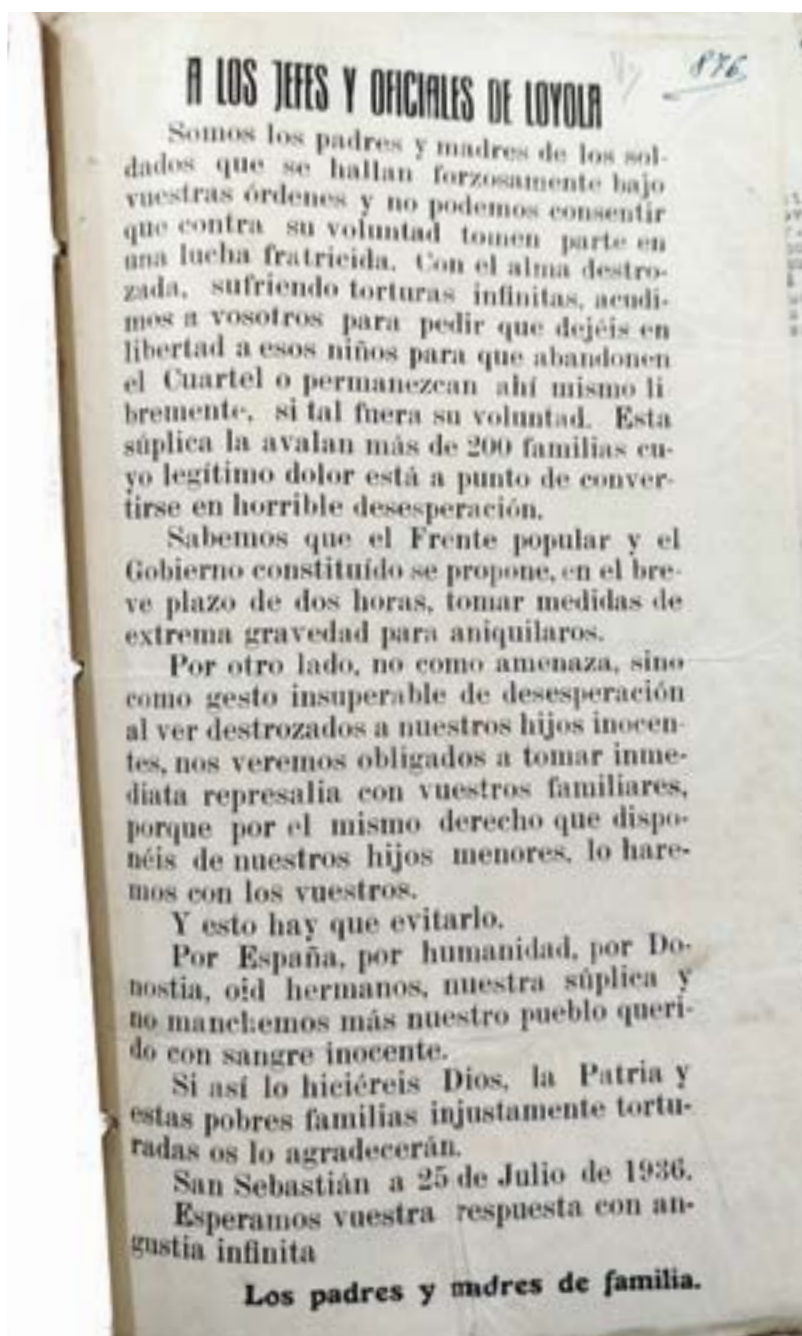 876
A LOS JEFES Y OFICIALES DE LOYOLA
Somos los padres y madres de los sol-
dados que se hallan forzosamente bajo
vuestras órdenes y no podemos consentir
que contra su voluntad tomen parte en
una lucha fratricida. Con el alma destro-
zada, sufriendo torturas infinitas, acudi-
mos a vosotros para pedir que dejéis en
libertad a esos niños para que abandonen
el Cuartel o permanezcan ahí mismo li
bremente, si tal fuera su voluntad. Esta
súplica la avalan más de 200 familias cu-
yo legítimo dolor está a punto de conver-
tirse en horrible desesperación.
Sabemos que el Frente popular y el
Gobierno constituído se propone, en el bre-
ve plazo de dos horas, tomar medidas de
extrema gravedad para aniquilaros.
Por otro lado, no como amenaza, sino
como gesto insuperable de desesperación
al ver destrozados a nuestros hijos inocen-
tes, nos veremos obligados a tomar inme-
diata represalia con vuestros familiares,
porque por el mismo derecho que dispo-
néis de nuestros hijos menores, lo hare-
mos con los vuestros.
Y esto hay que evitarlo.
Por España, por humanidad, por Do-
nostia, oid hermanos, nuestra súplica y
no manchemos más nuestro pueblo queri-
do con sangre inocente.
Si así lo hiciéreis Dios, la Patria y
estas pobres familias injustamente tortu-
radas os lo agradecerán.
San Sebastián a 25 de Julio de 1936.
Esperamos vuestra respuesta con an-
gustia infinita
Los padres y madres de familia.